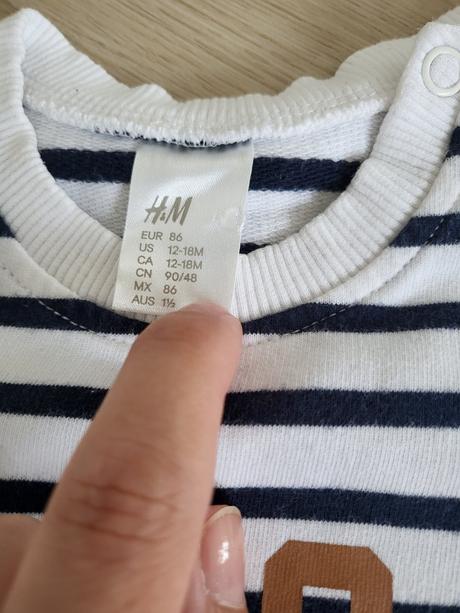 H&M
EUR 86
US 12-18M
CA 12-18M
CN 90/48
MX 86
AUS 1½